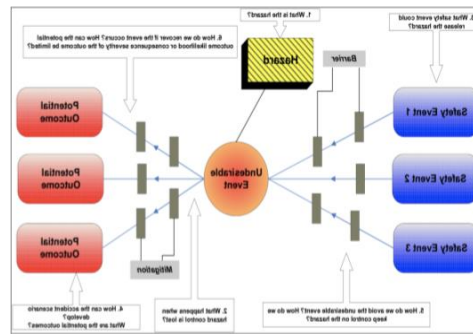 1. What is the hazard?
6. How do we recover if the event occurs? How can the potential
outcome likelihood or consequence severity of the outcome be limited?
3. What safety event could
release the hazard?
Hazard
Barrier
Potential
Outcome
Safety Event 1
Potential
Outcome
Undesirable
Event
Safety Event 2
Potential
Outcome
Safety Event 3
Mitigation
4. How can the accident scenario
develop?
What are the potential outcomes?
2. What happens when
hazard control is lost?
5. How do we avoid the undesirable event? How do we
keep control on the hazard?